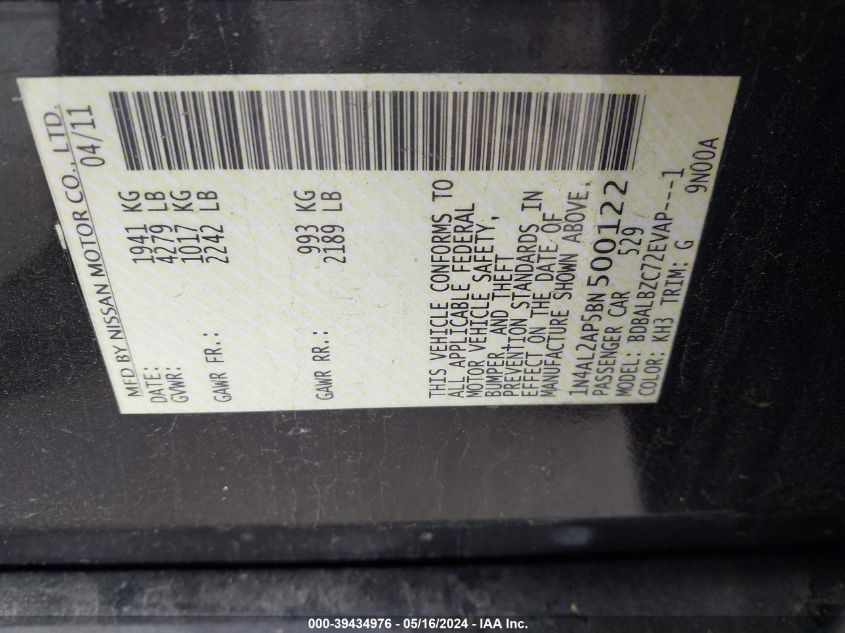 MFD BY NISSAN MOTOR CO., LTD.
DATE: 04/11
GVWR: 1941 KG
4279 LB
GAWR FR.: 1017 KG
2242 LB
GAWR RR.: 993 KG
2189 LB
THIS VEHICLE CONFORMS TO
ALL APPLICABLE FEDERAL
MOTOR VEHICLE SAFETY,
BUMPER, AND THEFT
PREVENTION STANDARDS IN
EFFECT ON THE DATE OF
MANUFACTURE SHOWN ABOVE.
1N4AL2AP5BN500122
PASSENGER CAR 529
MODEL: BDBALBZC72EVAP----1
COLOR: KH3 TRIM: G 9N00A
000-39434976 - 05/16/2024 - © IAA Holdings, Inc.